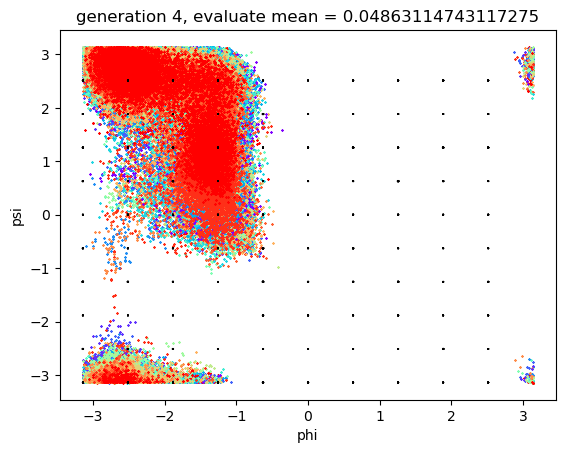 generation 4, evaluate mean = 0.04863114743117275
3
2
1
0
−1
−2
−3
psi
−3 −2 −1 0 1 2 3
phi